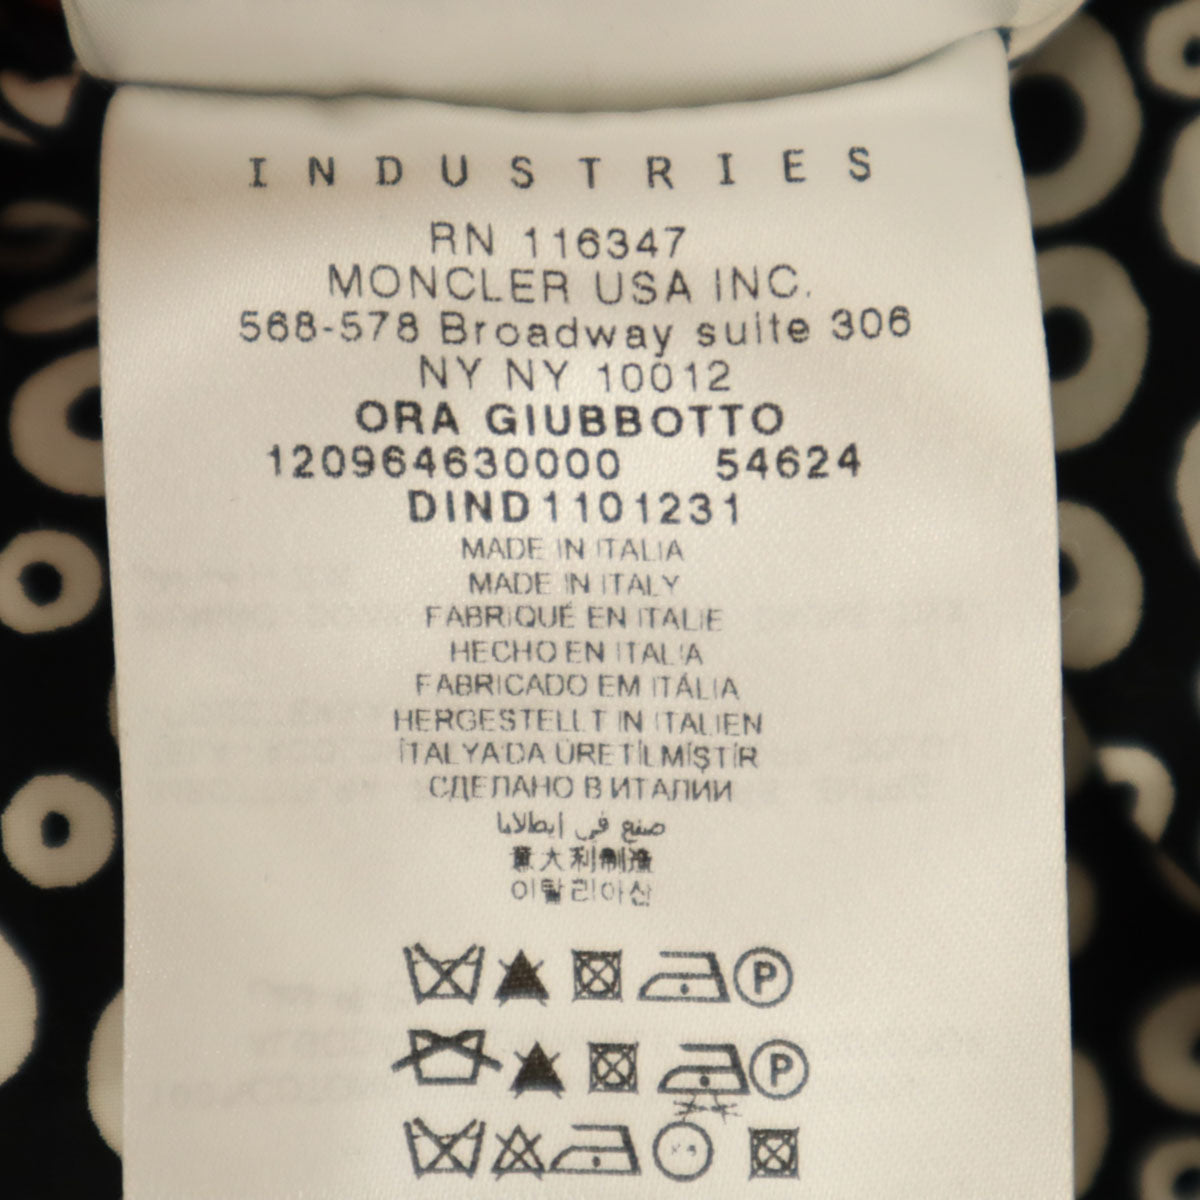 INDUSTRIES
RN 116347
MONCLER USA INC.
568-578 Broadway suite 306
NY NY 10012
ORA GIUBBOTTO
120964630000 54624
DIND1101231
MADE IN ITALIA
MADE IN ITALY
FABRIQUÉ EN ITALIE
HECHO EN ITALIA
FABRICADO EM ITÁLIA
HERGESTELLT IN ITALIEN
İTALYA'DA ÜRETİLMİŞTİR
СДЕЛАНО В ИТАЛИИ
صنع في إيطاлаيا
意大利制造
이탈리아산
P
P